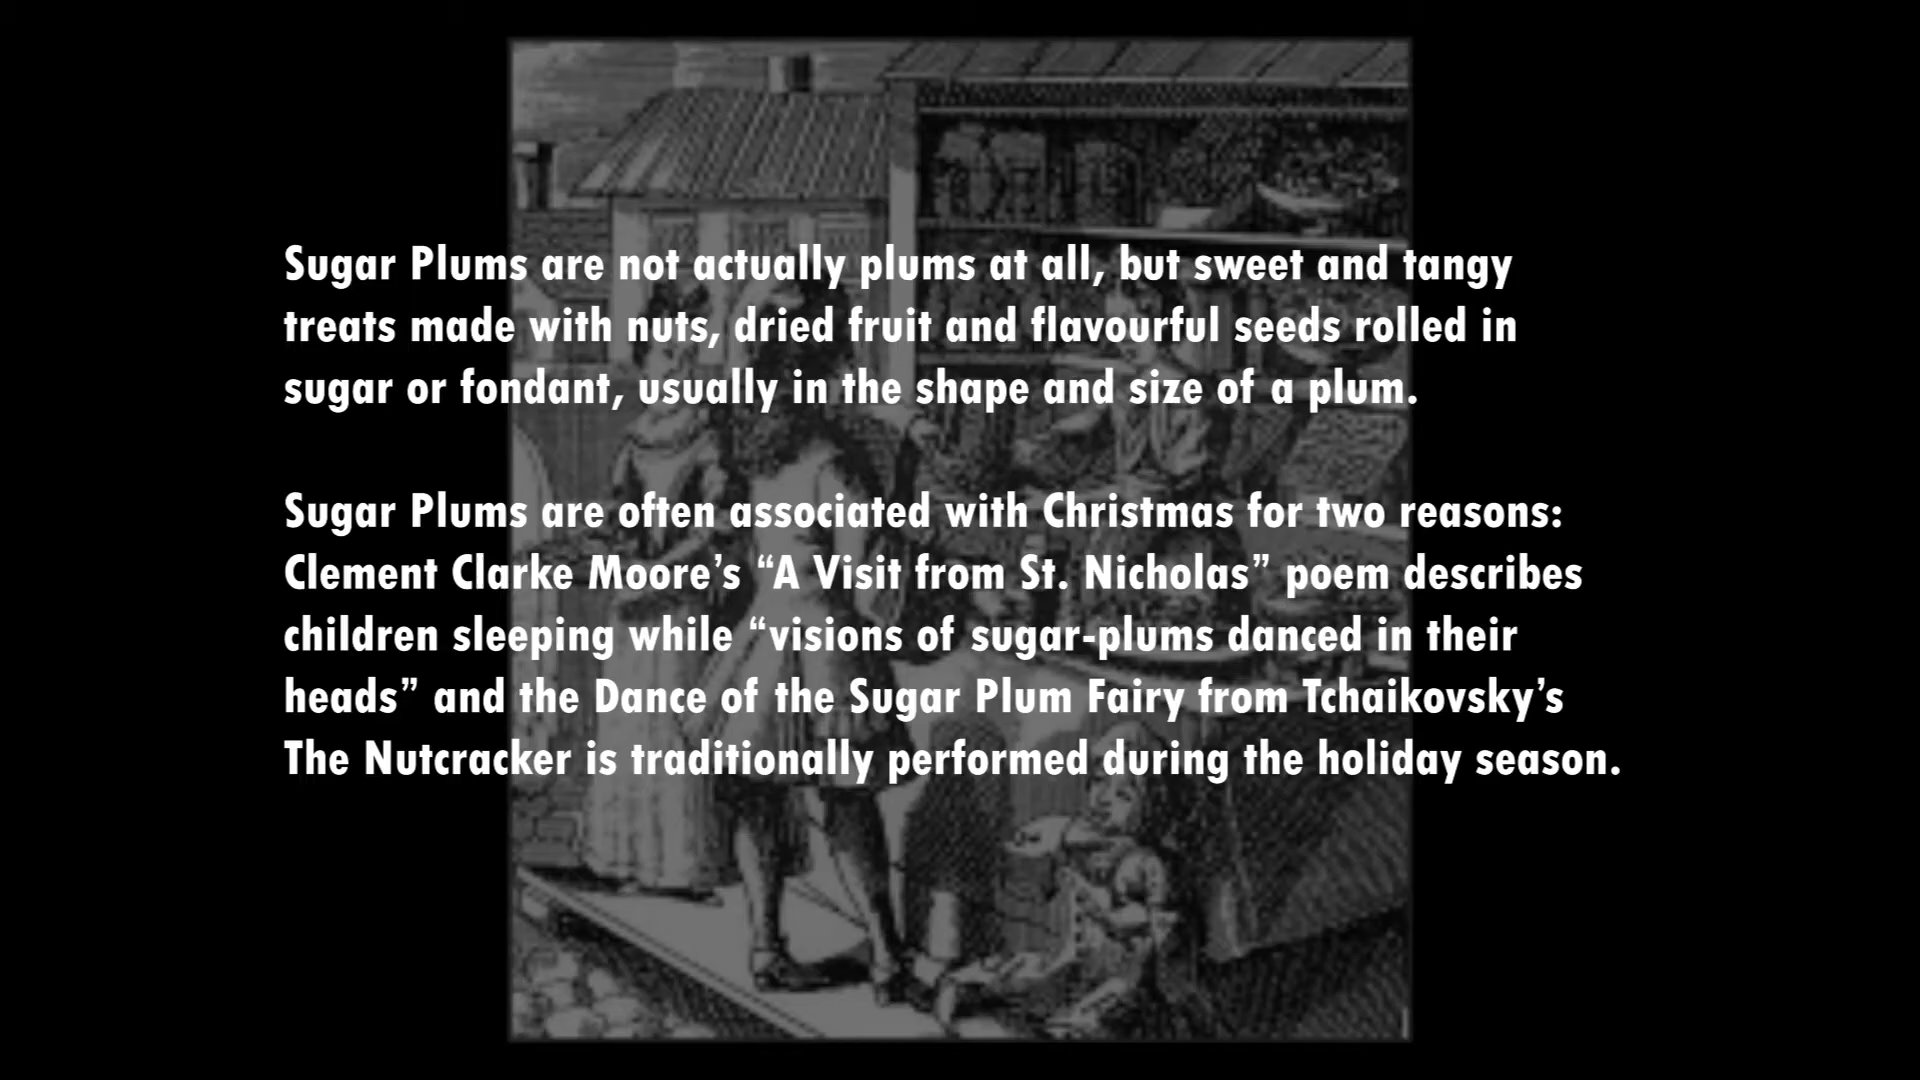 Sugar Plums are not actually plums at all, but sweet and tangy
treats made with nuts, dried fruit and flavourful seeds rolled in
sugar or fondant, usually in the shape and size of a plum.
Sugar Plums are often associated with Christmas for two reasons:
Clement Clarke Moore’s “A Visit from St. Nicholas” poem describes
children sleeping while “visions of sugar-plums danced in their
heads” and the Dance of the Sugar Plum Fairy from Tchaikovsky’s
The Nutcracker is traditionally performed during the holiday season.